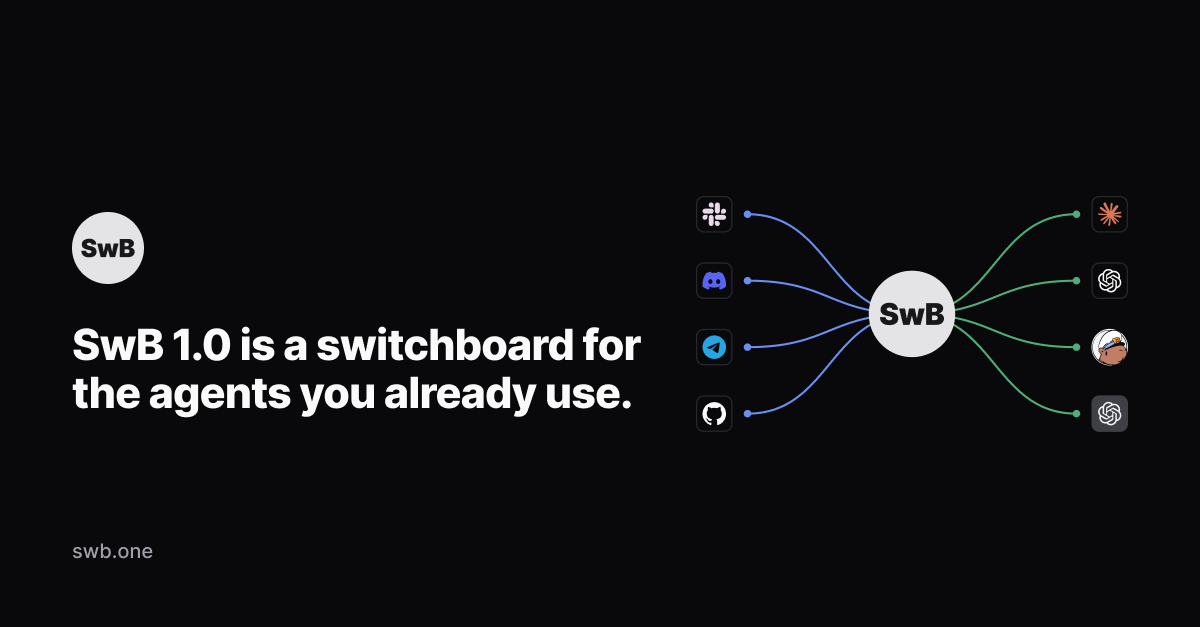 SwB
SwB 1.0 is a switchboard for
the agents you already use.
swb.one
SwB